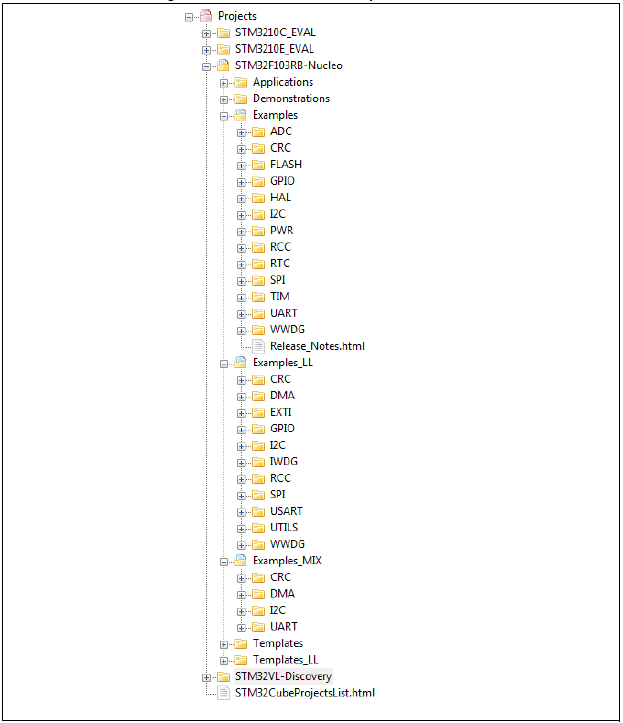 Projects
STM3210C_EVAL
STM3210E_EVAL
STM32F103RB-Nucleo
Applications
Demonstrations
Examples
ADC
CRC
FLASH
GPIO
HAL
I2C
PWR
RCC
RTC
SPI
TIM
UART
WWDG
Release_Notes.html
Examples_LL
CRC
DMA
EXTI
GPIO
I2C
IWDG
RCC
SPI
USART
UTILS
WWDG
Examples_MIX
CRC
DMA
I2C
UART
Templates
Templates_LL
STM32VL-Discovery
STM32CubeProjectsList.html